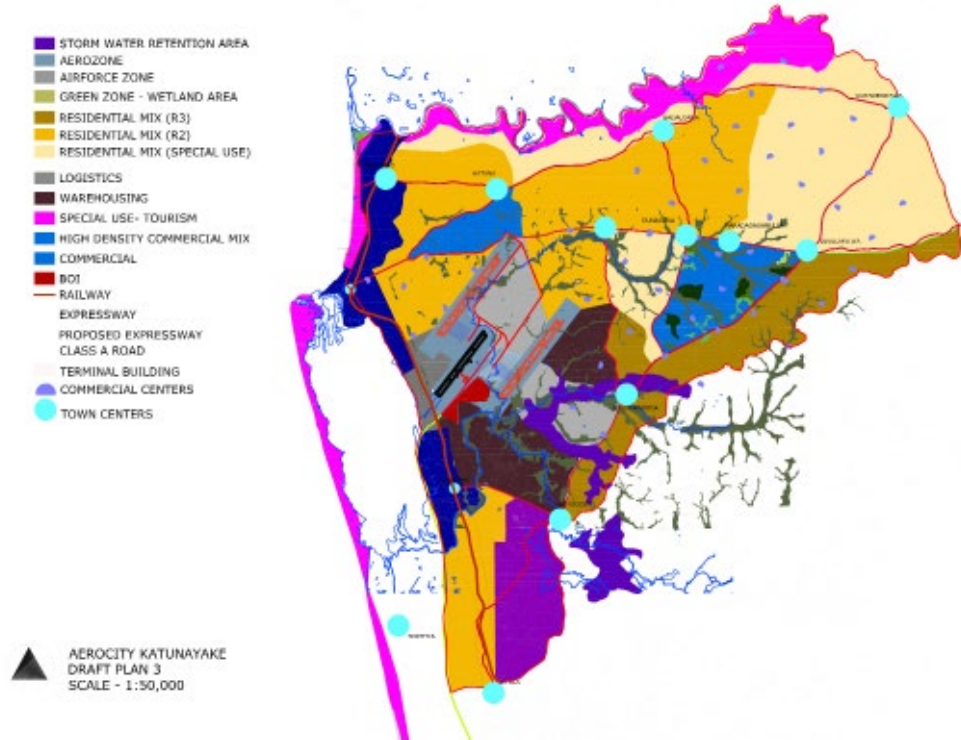 STORM WATER RETENTION AREA
AEROZONE
AIRFORCE ZONE
GREEN ZONE - WETLAND AREA
RESIDENTIAL MIX (R3)
RESIDENTIAL MIX (R2)
RESIDENTIAL MIX (SPECIAL USE)
LOGISTICS
WAREHOUSING
SPECIAL USE- TOURISM
HIGH DENSITY COMMERCIAL MIX
COMMERCIAL
BOI
RAILWAY
EXPRESSWAY
PROPOSED EXPRESSWAY
CLASS A ROAD
TERMINAL BUILDING
COMMERCIAL CENTERS
TOWN CENTERS
AEROCITY KATUNAYAKE
DRAFT PLAN 3
SCALE - 1:50,000